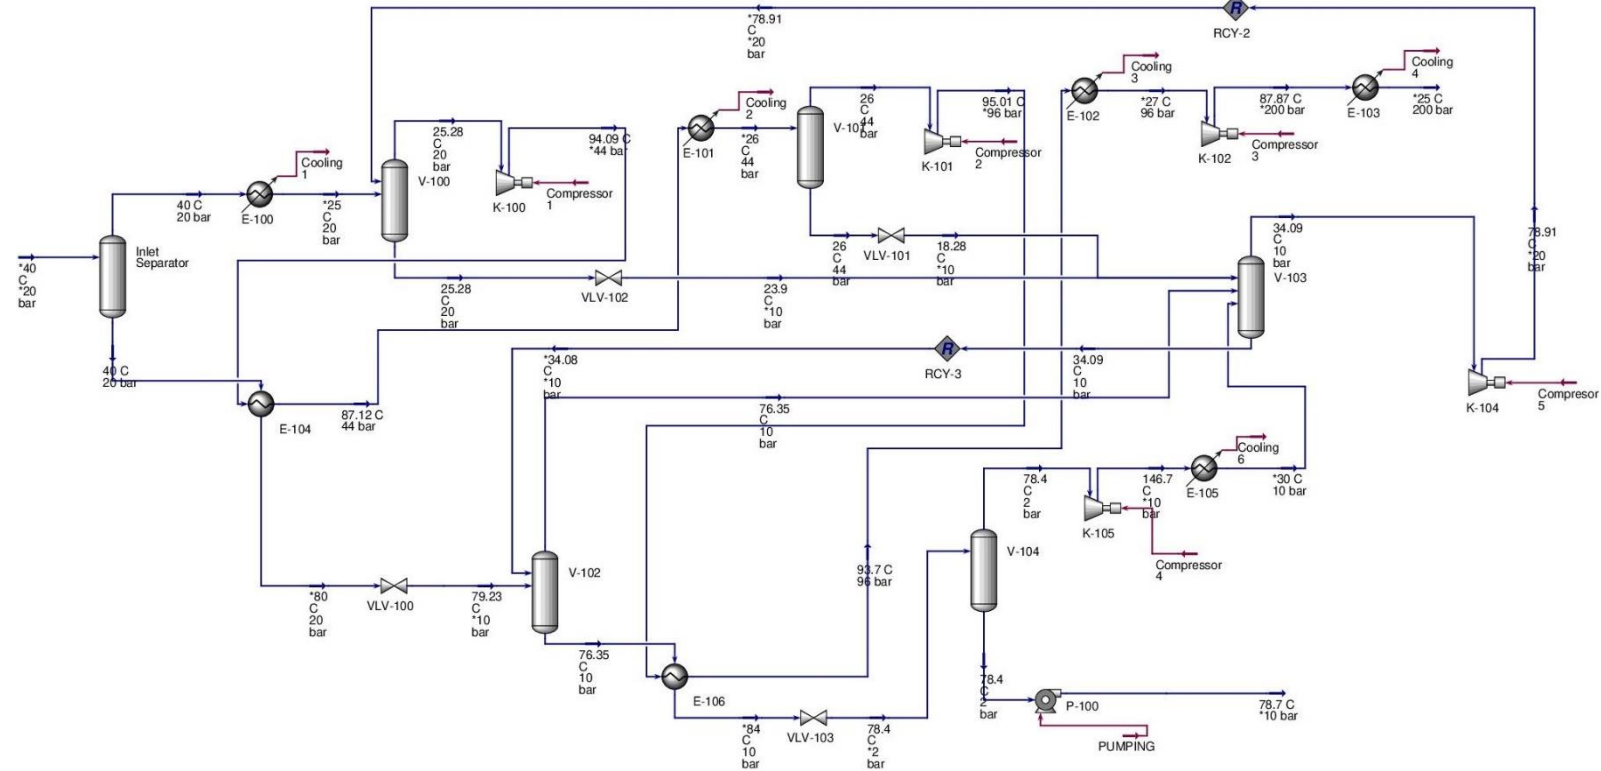 *78.91
C
*20
bar
R
RCY-2
Cooling
3
Cooling
4
*27 C
96 bar
E-102
87.87 C
*200 bar
E-103
*25 C
200 bar
K-102
Compressor
3
Cooling
2
E-101
*26
C
44
bar
26
C
44
bar
V-101
95.01 C
*96 bar
K-101
Compressor
2
25.28
C
20
bar
V-100
94.09 C
*44 bar
K-100
Compressor
1
Cooling
1
40 C
20 bar
E-100
*25
C
20
bar
Inlet
Separator
*40
C
*20
bar
25.28
C
20
bar
VLV-102
23.9
C
*10
bar
26
C
44
bar
VLV-101
18.28
C
*10
bar
34.09
C
10
bar
V-103
78.91
C
*20
bar
*34.08
C
*10
bar
R
RCY-3
34.09
C
10
bar
K-104
Compresor
5
40 C
20 bar
E-104
87.12 C
44 bar
76.35
C
10
bar
Cooling
6
78.4
C
2
bar
K-105
146.7
C
*10
bar
E-105
*30 C
10 bar
Compressor
4
V-104
93.7 C
96 bar
V-102
*80
C
20
bar
VLV-100
79.23
C
*10
bar
76.35
C
10
bar
E-106
*84
C
10
bar
VLV-103
78.4
C
*2
bar
78.4
C
2
bar
P-100
78.7 C
*10 bar
PUMPING